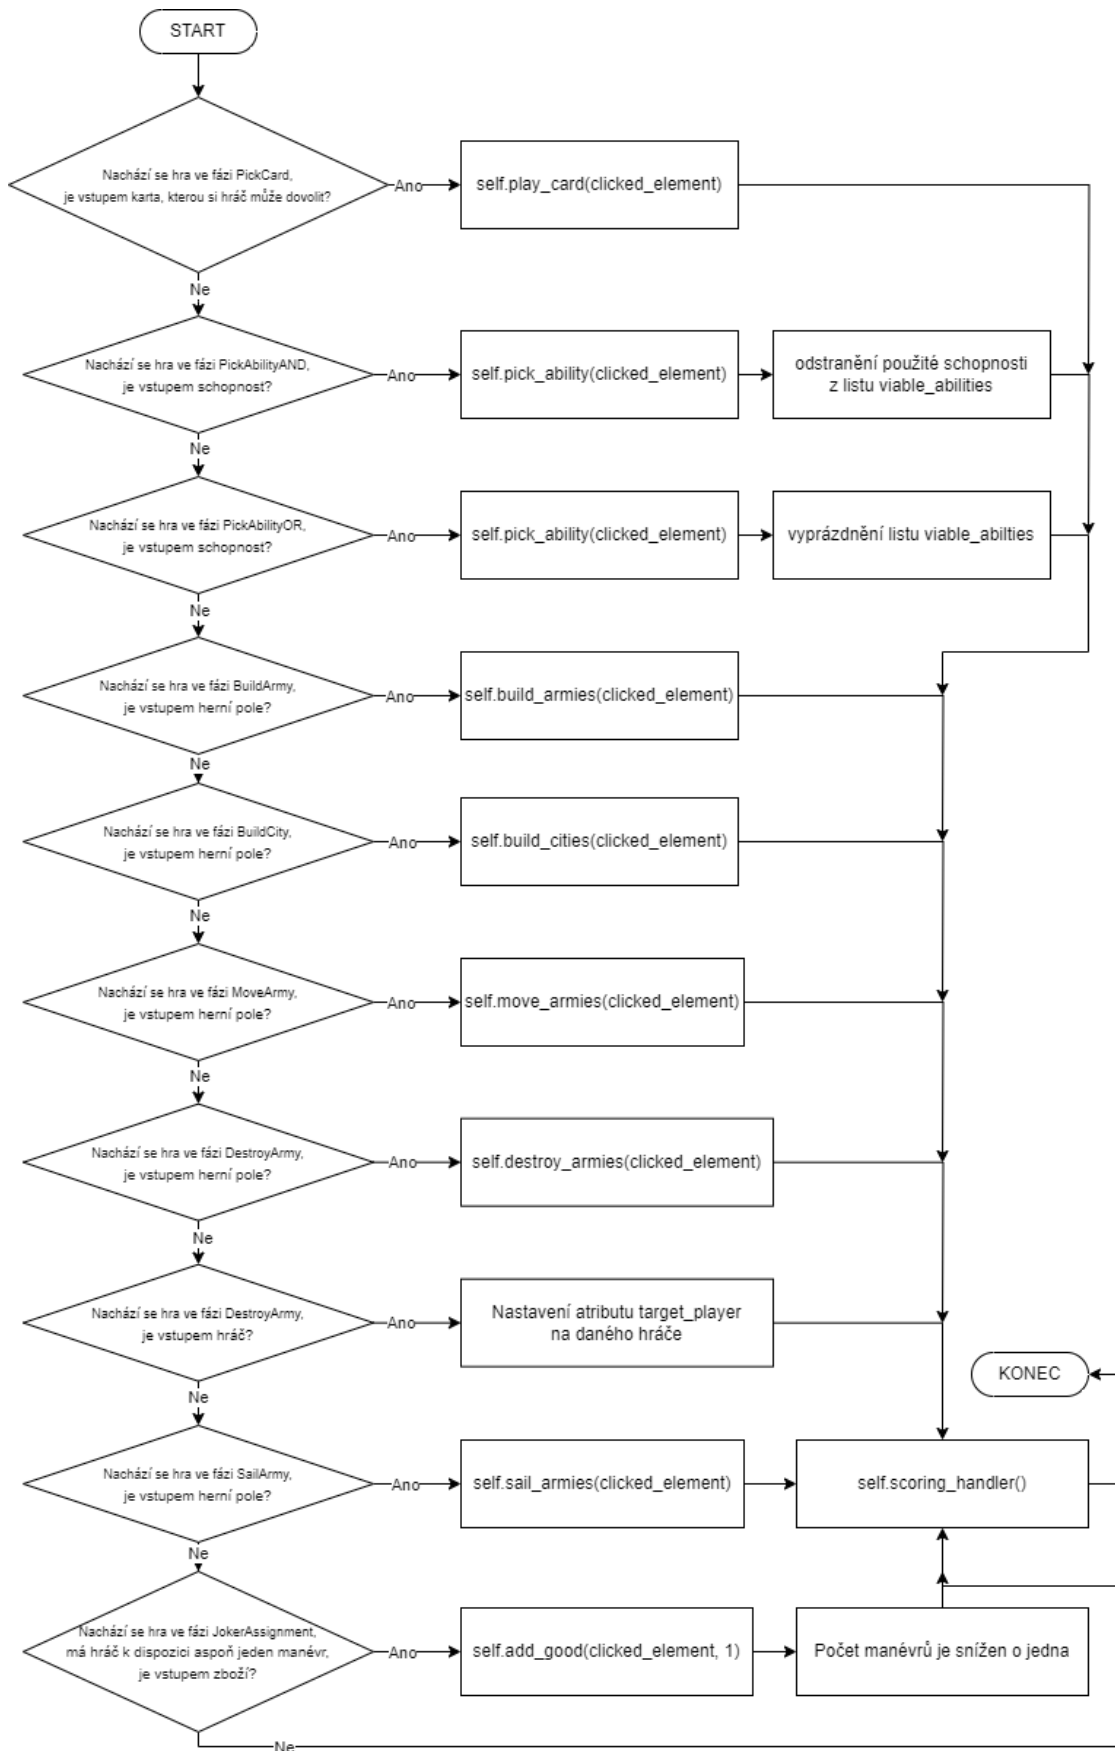 START
Nachází se hra ve fázi PickCard,
je vstupem karta, kterou si hráč může dovolit?
Ano
self.play_card(clicked_element)
Ne
Nachází se hra ve fázi PickAbilityAND,
je vstupem schopnost?
Ano
self.pick_ability(clicked_element)
odstranění použité schopnosti
z listu viable_abilities
Ne
Nachází se hra ve fázi PickAbilityOR,
je vstupem schopnost?
Ano
self.pick_ability(clicked_element)
vyprázdnění listu viable_abilties
Ne
Nachází se hra ve fázi BuildArmy,
je vstupem herní pole?
Ano
self.build_armies(clicked_element)
Ne
Nachází se hra ve fázi BuildCity,
je vstupem herní pole?
Ano
self.build_cities(clicked_element)
Ne
Nachází se hra ve fázi MoveArmy,
je vstupem herní pole?
Ano
self.move_armies(clicked_element)
Ne
Nachází se hra ve fázi DestroyArmy,
je vstupem herní pole?
Ano
self.destroy_armies(clicked_element)
Ne
Nachází se hra ve fázi DestroyArmy,
je vstupem hráč?
Ano
Nastavení atributu target_player
na daného hráče
KONEC
Ne
Nachází se hra ve fázi SailArmy,
je vstupem herní pole?
Ano
self.sail_armies(clicked_element)
self.scoring_handler()
Ne
Nachází se hra ve fázi JokerAssignment,
má hráč k dispozici aspoň jeden manévr,
je vstupem zboží?
Ano
self.add_good(clicked_element, 1)
Počet manévrů je snížen o jedna
Ne